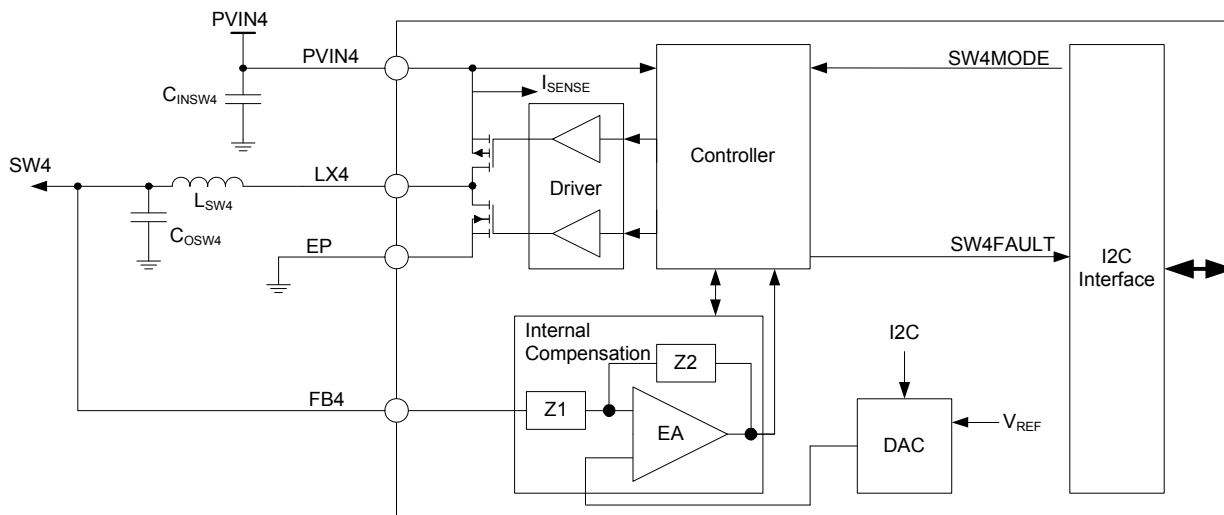 PVIN4
PVIN4
C_INSW4
I_SENSE
SW4MODE
SW4
L_SW4
LX4
Driver
Controller
C_OSW4
EP
SW4FAULT
I2C
Interface
Internal
Compensation
Z2
I2C
FB4
Z1
EA
DAC
V_REF